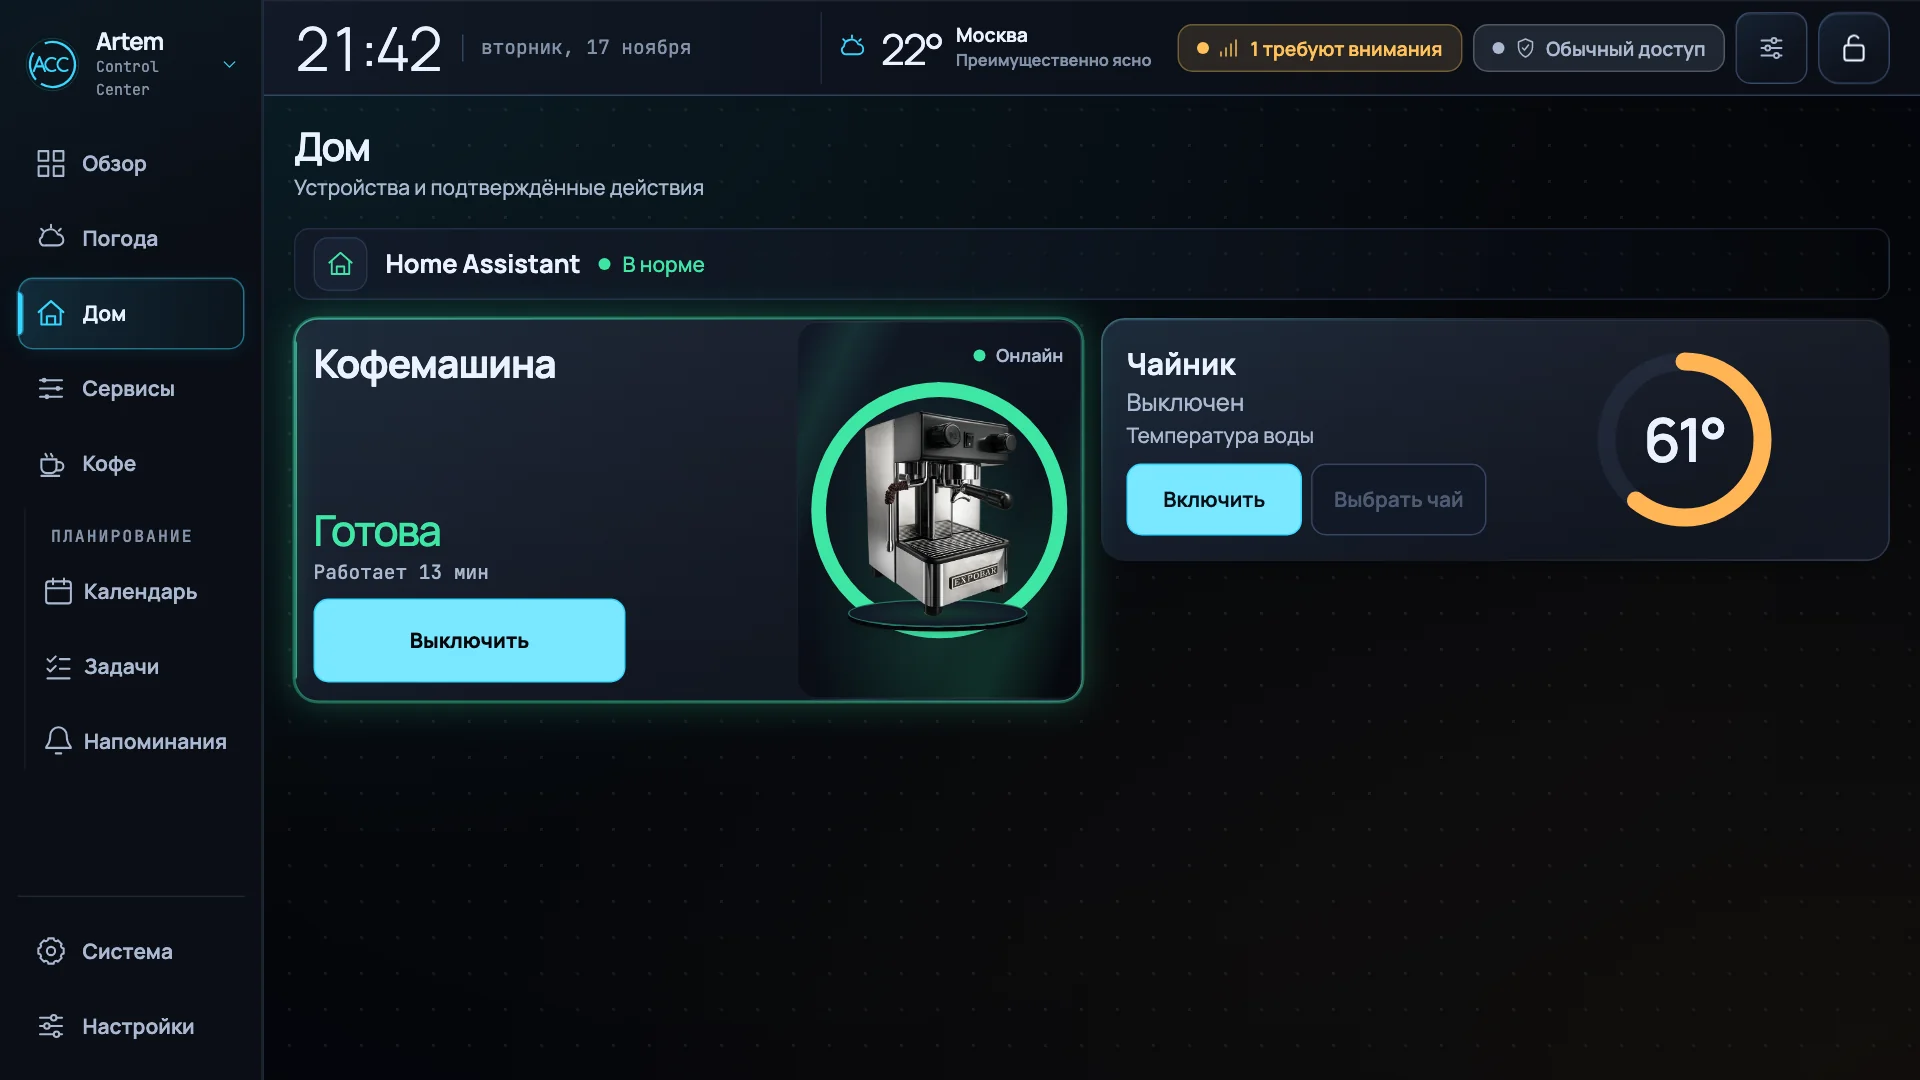 ACC
Artem
Control
Center
Обзор
Погода
Дом
Сервисы
Кофе
ПЛАНИРОВАНИЕ
Календарь
Задачи
Напоминания
Система
Настройки
21:42
вторник, 17 ноября
22°
Москва
Преимущественно ясно
1 требуют внимания
Обычный доступ
Дом
Устройства и подтверждённые действия
Home Assistant
В норме
Кофемашина
Онлайн
EXPOBAR
Готова
Работает 13 мин
Выключить
Чайник
Выключен
Температура воды
61°
Включить
Выбрать чай